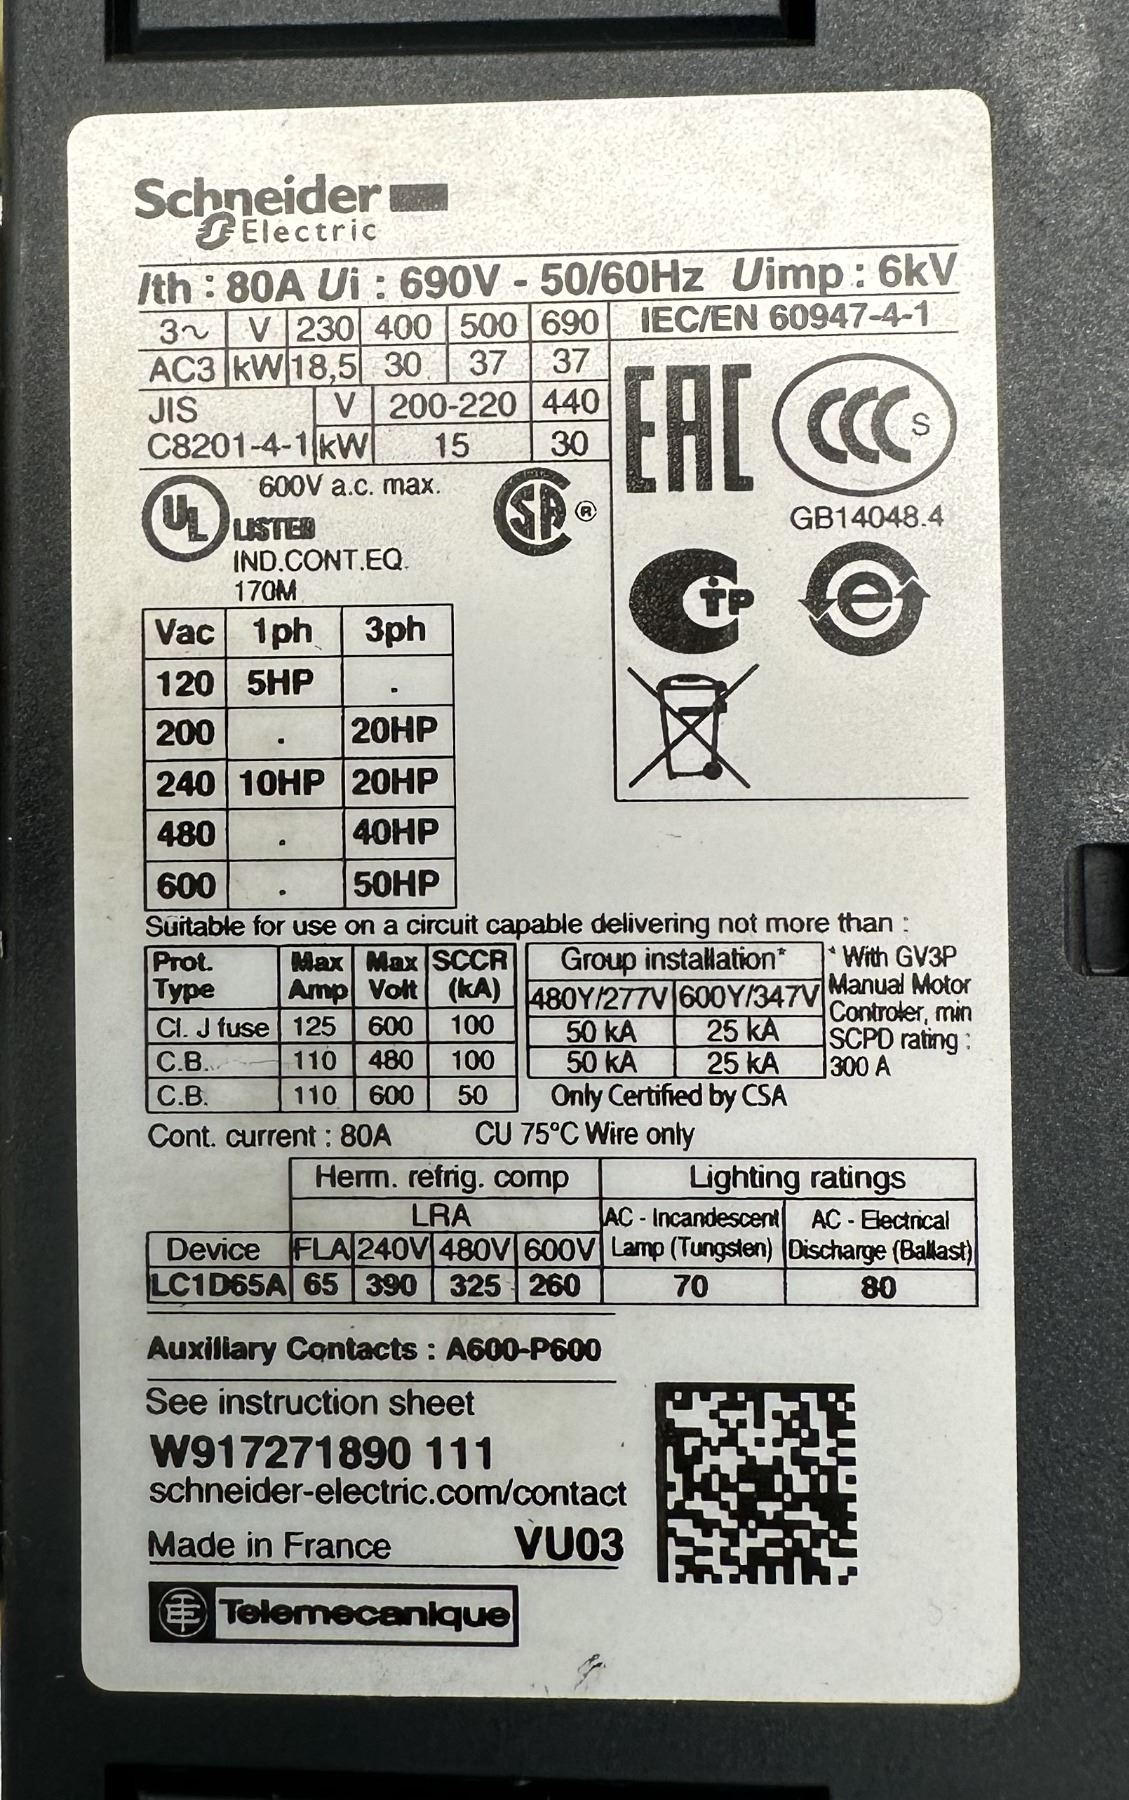 Schneider
Electric
Ith : 80A Ui : 690V - 50/60Hz Uimp : 6kV
3~ V 230 400 500 690 IEC/EN 60947-4-1
AC3 kW 18,5 30 37 37
JIS V 200-220 440
C8201-4-1 kW 15 30
EAC CCC S
GB14048.4
UL 600V a.c. max. SA ®
LISTED
IND.CONT.EQ.
170M
TP e
Vac 1ph 3ph
120 5HP .
200 . 20HP
240 10HP 20HP
480 . 40HP
600 . 50HP
Suitable for use on a circuit capable delivering not more than :
Prot. Type Max Amp Max Volt SCCR (kA)
Cl. J fuse 125 600 100
C.B. 110 480 100
C.B. 110 600 50
Group installation*
480Y/277V 600Y/347V
50 kA 25 kA
50 kA 25 kA
Only Certified by CSA
* With GV3P
Manual Motor
Controler, min
SCPD rating :
300 A
Cont. current : 80A CU 75°C Wire only
Herm. refrig. comp Lighting ratings
LRA AC - Incandescent Lamp (Tungsten) AC - Electrical Discharge (Ballast)
Device FLA 240V 480V 600V
LC1D65A 65 390 325 260 70 80
Auxiliary Contacts : A600-P600
See instruction sheet
W917271890 111
schneider-electric.com/contact
Made in France VU03
Telemecanique